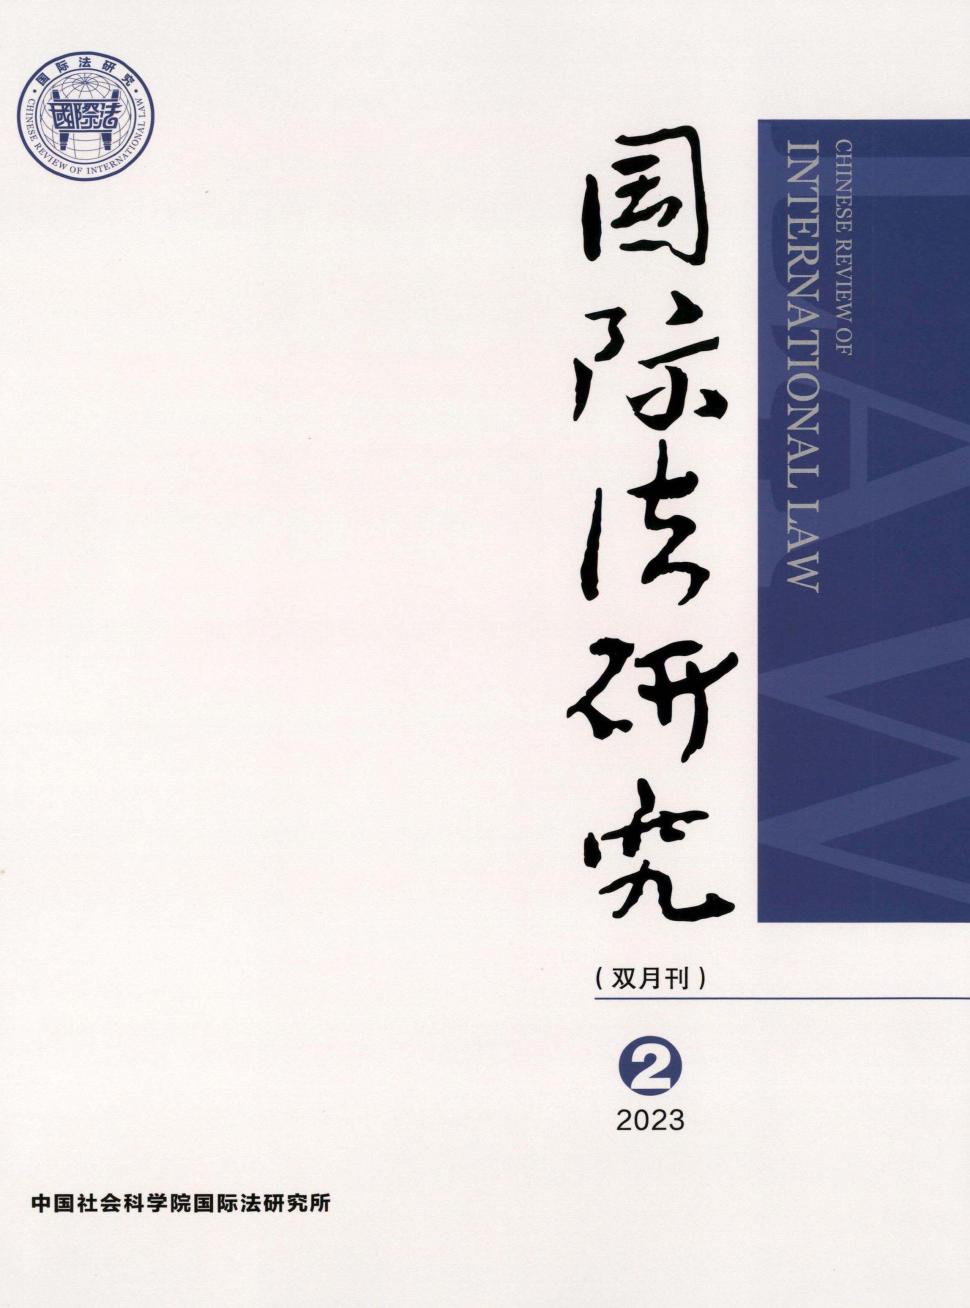 国际法研究
國際法
CHINESE REVIEW OF INTERNATIONAL LAW
国际法研究
CHINESE REVIEW OF
INTERNATIONAL LAW
LAW
（双月刊）
2
2023
中国社会科学院国际法研究所